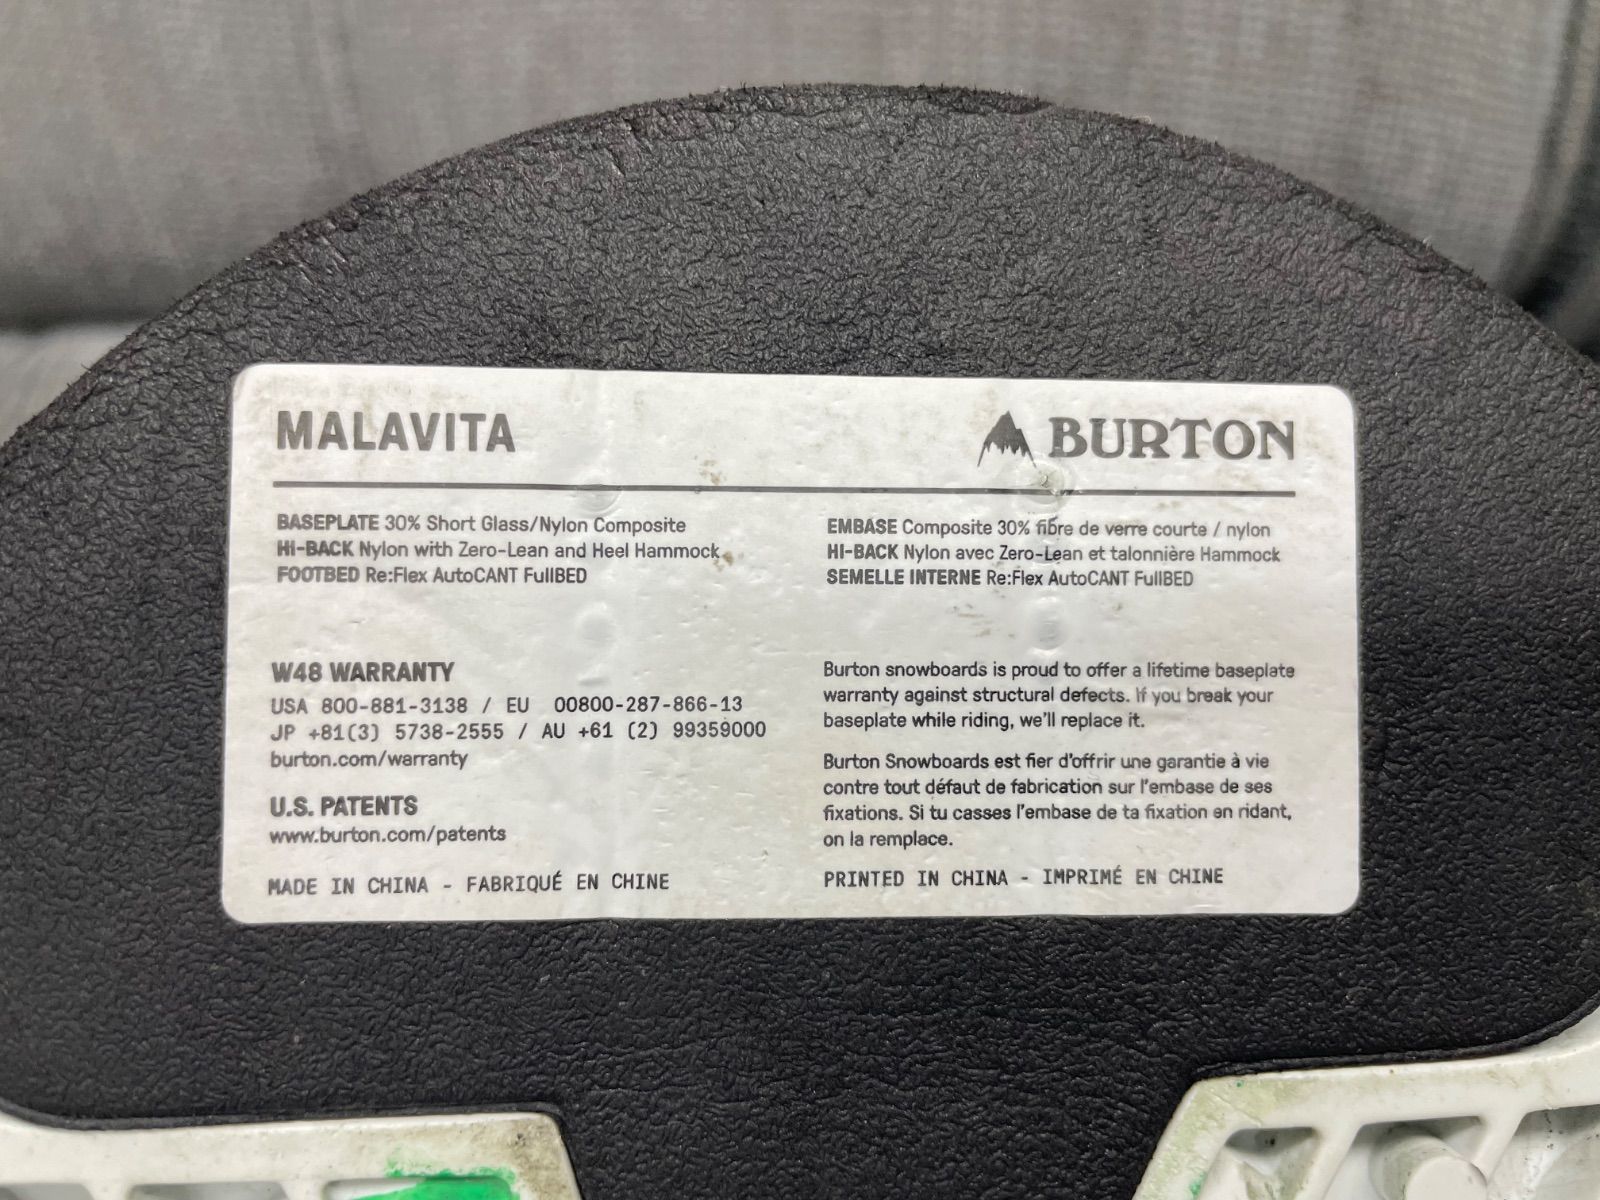 MALAVITA
BURTON
BASEPLATE 30% Short Glass/Nylon Composite
HI-BACK Nylon with Zero-Lean and Heel Hammock
FOOTBED Re:Flex AutoCANT FullBED
EMBASE Composite 30% fibre de verre courte / nylon
HI-BACK Nylon avec Zero-Lean et talonnière Hammock
SEMELLE INTERNE Re:Flex AutoCANT FullBED
W48 WARRANTY
USA 800-881-3138 / EU 00800-287-866-13
JP +81(3) 5738-2555 / AU +61 (2) 99359000
burton.com/warranty
U.S. PATENTS
www.burton.com/patents
MADE IN CHINA - FABRIQUÉ EN CHINE
Burton snowboards is proud to offer a lifetime baseplate
warranty against structural defects. If you break your
baseplate while riding, we'll replace it.
Burton Snowboards est fier d'offrir une garantie à vie
contre tout défaut de fabrication sur l'embase de ses
fixations. Si tu casses l'embase de ta fixation en ridant,
on la remplace.
PRINTED IN CHINA - IMPRIMÉ EN CHINE